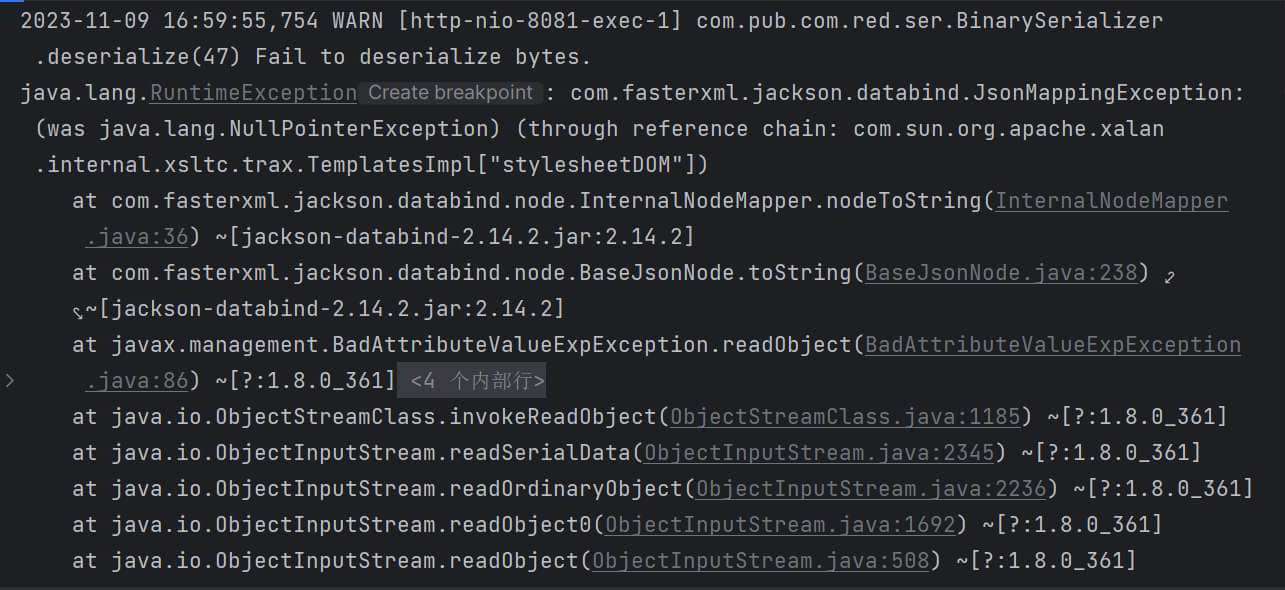 2023-11-09 16:59:55,754 WARN [http-nio-8081-exec-1] com.pub.com.red.ser.BinarySerializer
.deserialize(47) Fail to deserialize bytes.
java.lang.RuntimeException Create breakpoint : com.fasterxml.jackson.databind.JsonMappingException:
(was java.lang.NullPointerException) (through reference chain: com.sun.org.apache.xalan
.internal.xsltc.trax.TemplatesImpl["stylesheetDOM"])
at com.fasterxml.jackson.databind.node.InternalNodeMapper.nodeToString(InternalNodeMapper
.java:36) ~[jackson-databind-2.14.2.jar:2.14.2]
at com.fasterxml.jackson.databind.node.BaseJsonNode.toString(BaseJsonNode.java:238)
~[jackson-databind-2.14.2.jar:2.14.2]
at javax.management.BadAttributeValueExpException.readObject(BadAttributeValueExpException
.java:86) ~[?:1.8.0_361] <4 个内部行>
at java.io.ObjectStreamClass.invokeReadObject(ObjectStreamClass.java:1185) ~[?:1.8.0_361]
at java.io.ObjectInputStream.readSerialData(ObjectInputStream.java:2345) ~[?:1.8.0_361]
at java.io.ObjectInputStream.readOrdinaryObject(ObjectInputStream.java:2236) ~[?:1.8.0_361]
at java.io.ObjectInputStream.readObject0(ObjectInputStream.java:1692) ~[?:1.8.0_361]
at java.io.ObjectInputStream.readObject(ObjectInputStream.java:508) ~[?:1.8.0_361]